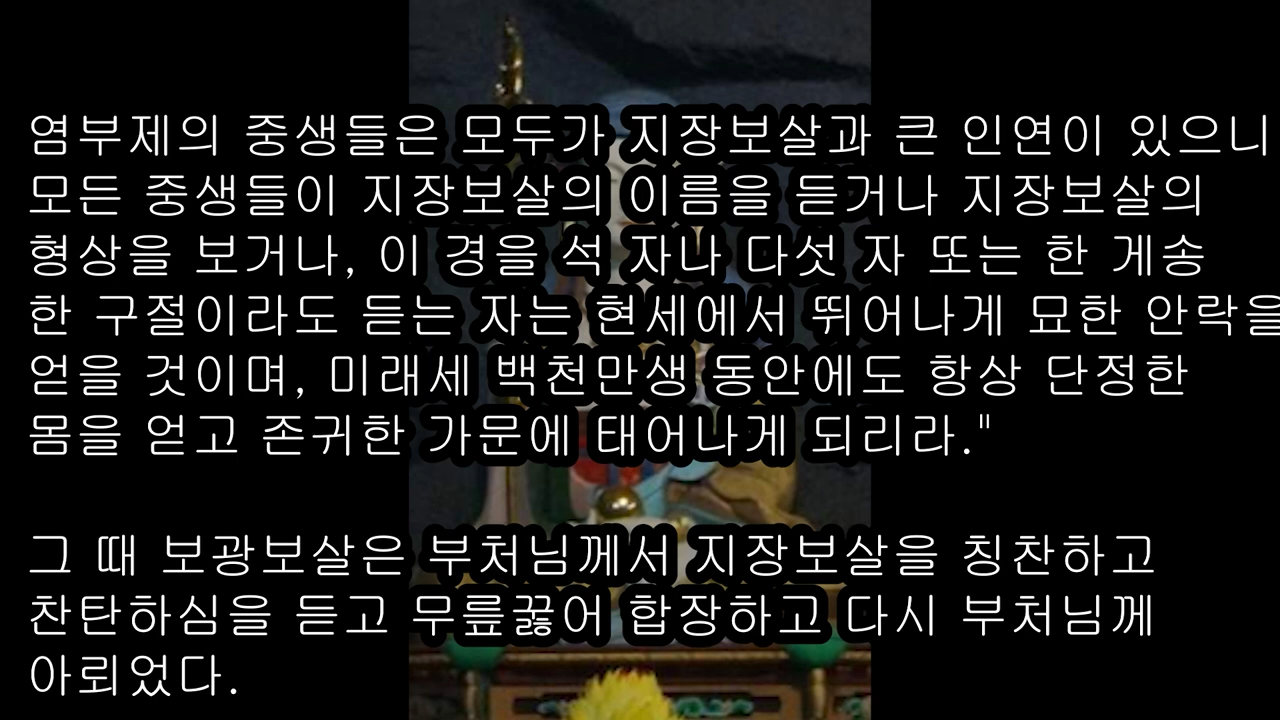 염부제의 중생들은 모두가 지장보살과 큰 인연이 있으니
모든 중생들이 지장보살의 이름을 듣거나 지장보살의
형상을 보거나, 이 경을 석 자나 다섯 자 또는 한 게송
한 구절이라도 듣는 자는 현세에서 뛰어나게 묘한 안락을
얻을 것이며, 미래세 백천만생 동안에도 항상 단정한
몸을 얻고 존귀한 가문에 태어나게 되리라."
그 때 보광보살은 부처님께서 지장보살을 칭찬하고
찬탄하심을 듣고 무릎꿇어 합장하고 다시 부처님께
아뢰었다.